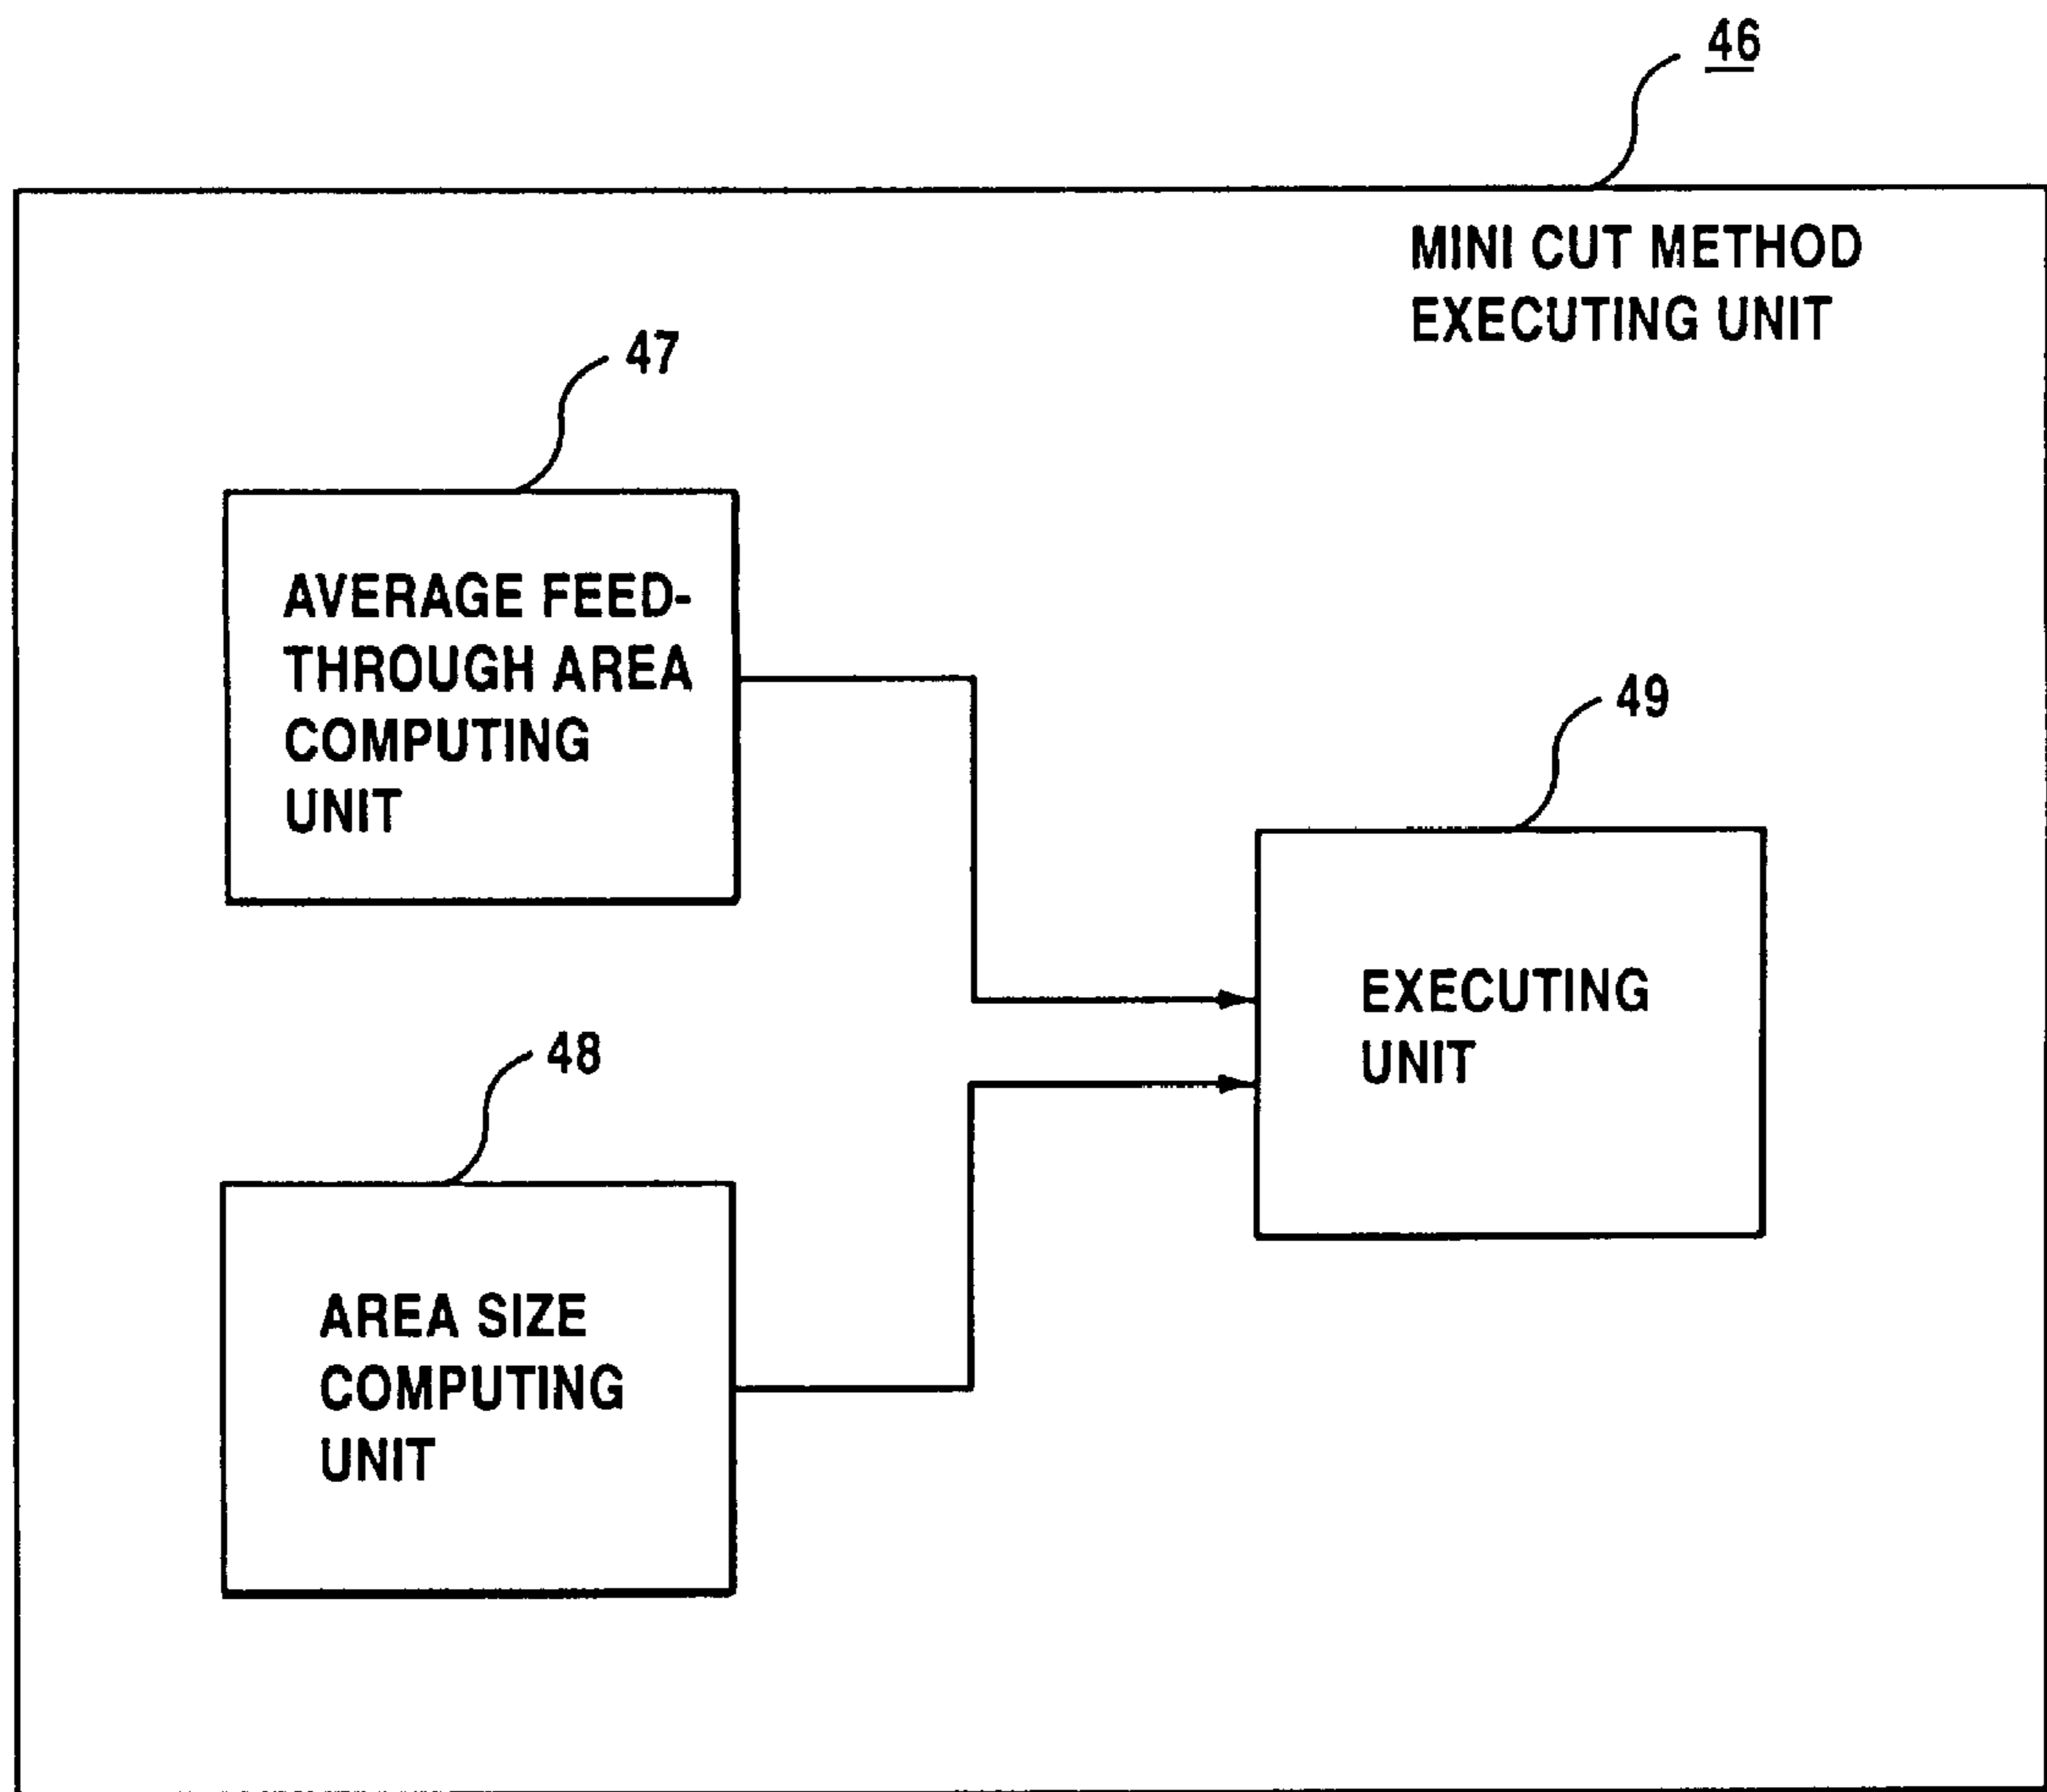 46
MINI CUT METHOD
EXECUTING UNIT
47
AVERAGE FEED-
THROUGH AREA
COMPUTING
UNIT
49
EXECUTING
UNIT
48
AREA SIZE
COMPUTING
UNIT